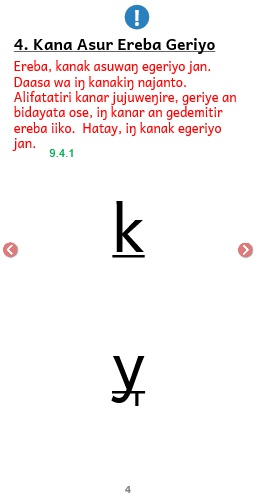 !
4. Kana Asur Ereba Geriyo
Ereba, kanak asuwaŋ egeriyo jan.
Daasa wa iŋ kanakiŋ najanto.
Alifatatiri kanar jujuweŋire, geriye an
bidayata ose, iŋ kanar an gedemitir
ereba iiko. Hatay, iŋ kanak egeriyo
jan.
9.4.1
k
y
4